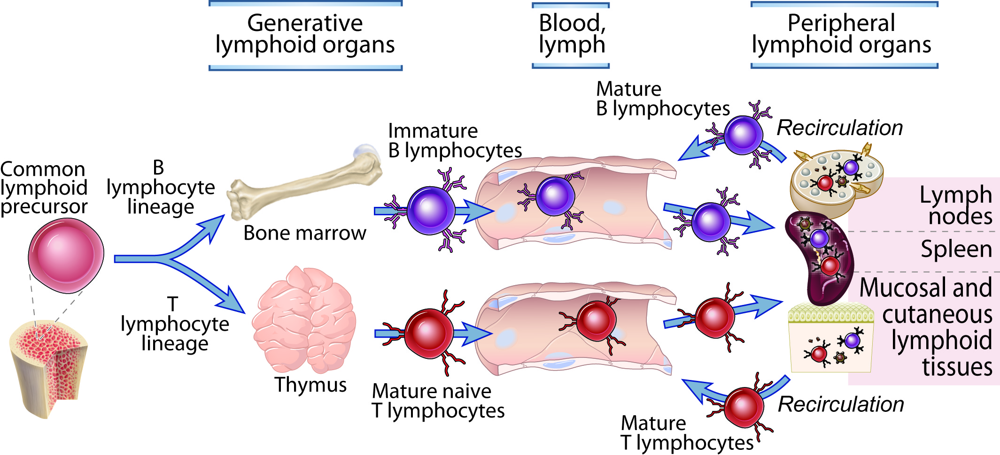 Generative
lymphoid organs
Blood,
lymph
Peripheral
lymphoid organs
Common
lymphoid
precursor
B
lymphocyte
lineage
T
lymphocyte
lineage
Bone marrow
Thymus
Immature
B lymphocytes
Mature naive
T lymphocytes
Mature
B lymphocytes
Recirculation
Lymph
nodes
Spleen
Mucosal and
cutaneous
lymphoid
tissues
Recirculation
Mature
T lymphocytes